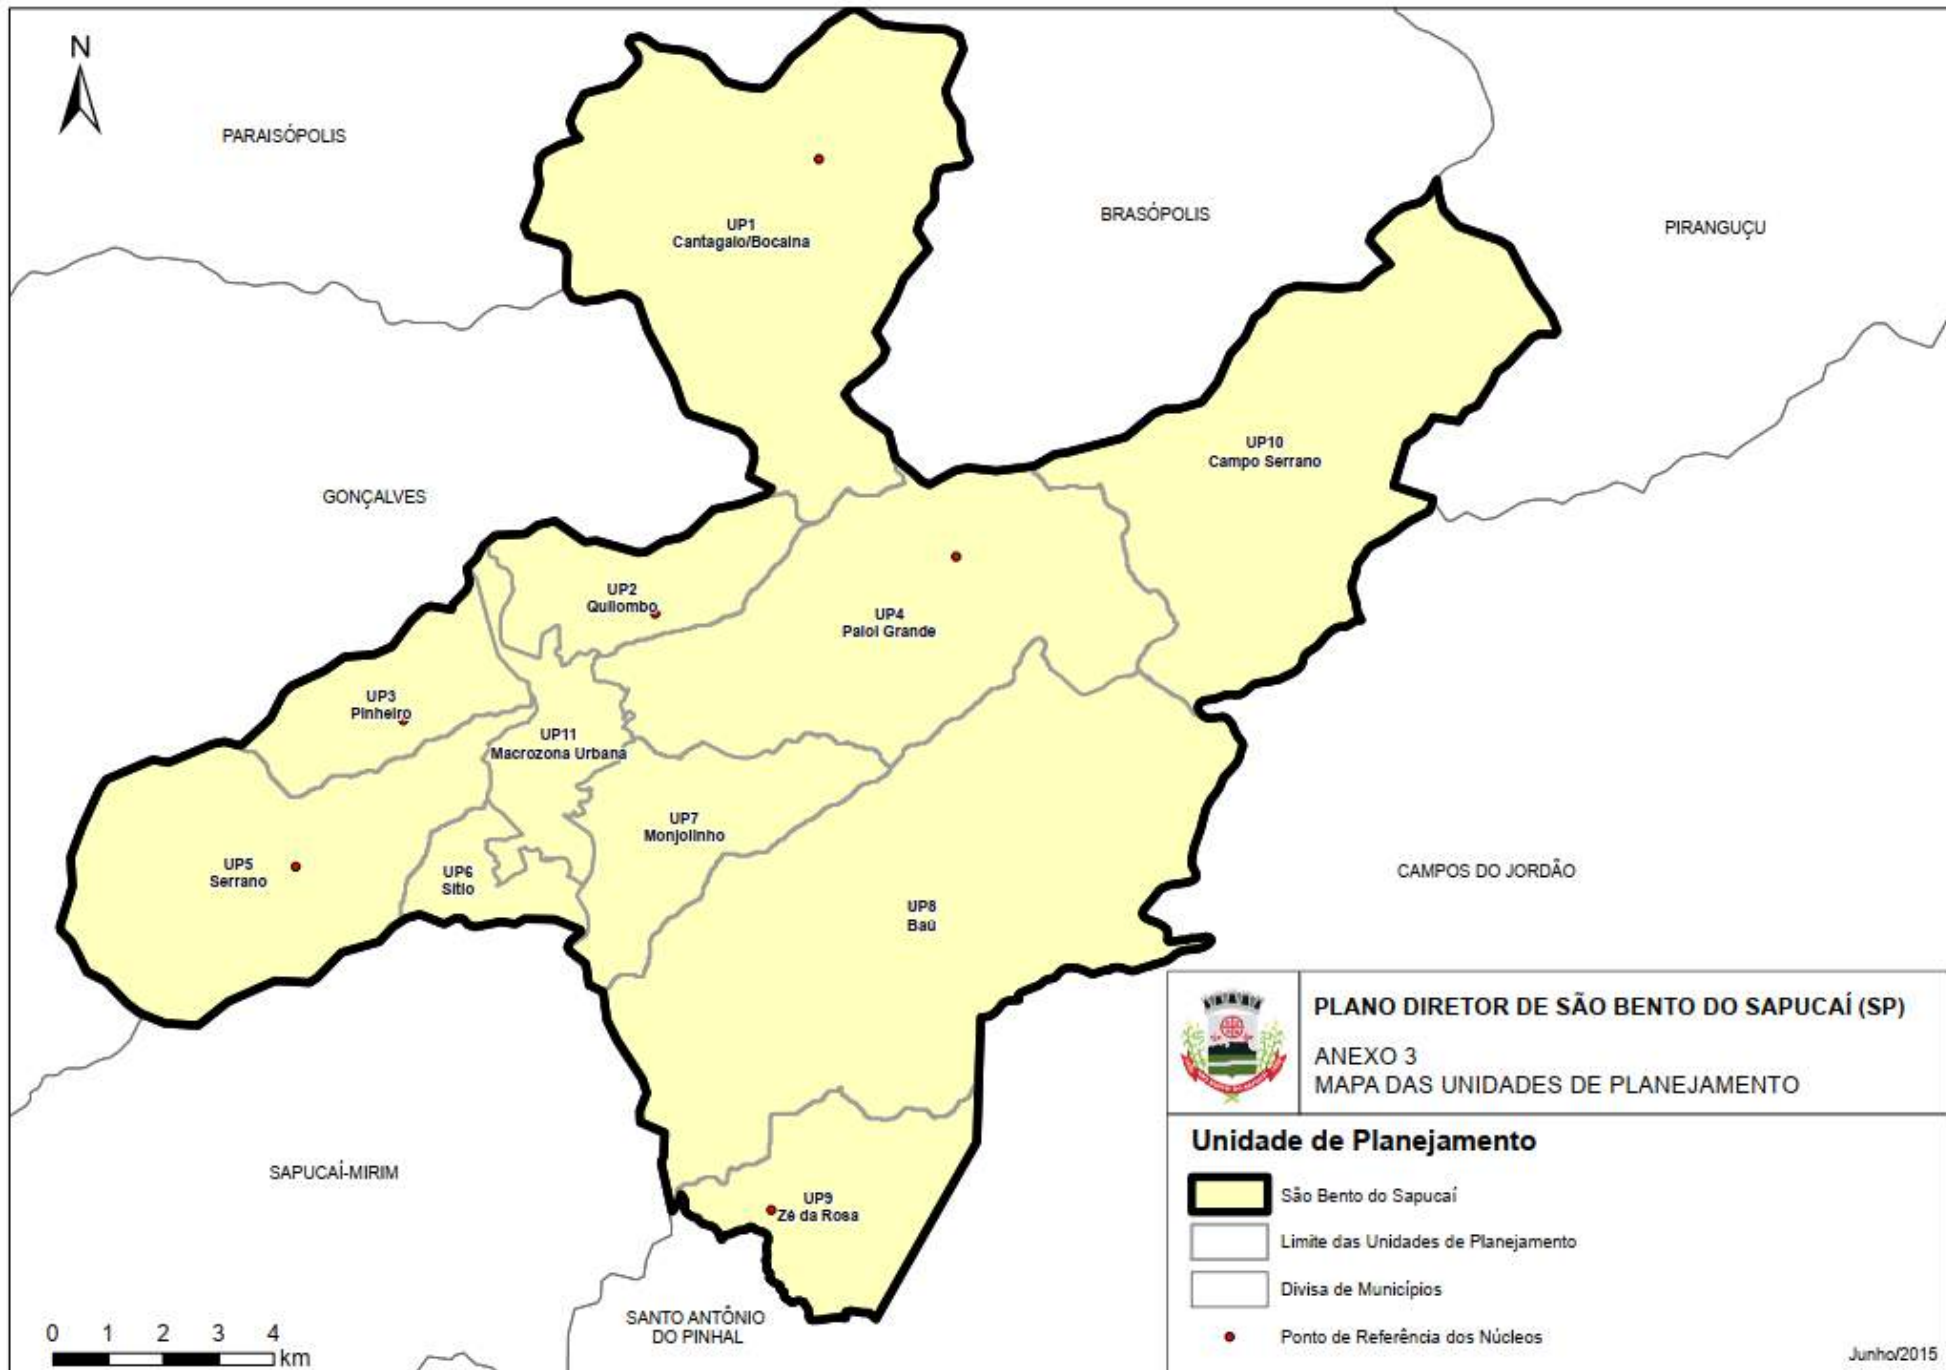 N
PARAISÓPOLIS
BRASÓPOLIS
PIRANGUÇU
UP1
Cantagalo/Bocaina
UP10
Campo Serrano
GONÇALVES
UP2
Quilombo
UP4
Paiol Grande
UP3
Pinheiro
UP11
Macrozona Urbana
UP7
Monjolinho
UP5
Serrano
UP6
Sítio
CAMPOS DO JORDÃO
UP8
Baú
SAPUCAÍ-MIRIM
UP9
Zé da Rosa
SANTO ANTÔNIO
DO PINHAL
0 1 2 3 4
km
PLANO DIRETOR DE SÃO BENTO DO SAPUCAÍ (SP)
ANEXO 3
MAPA DAS UNIDADES DE PLANEJAMENTO
Unidade de Planejamento
São Bento do Sapucaí
Limite das Unidades de Planejamento
Divisa de Municípios
Ponto de Referência dos Núcleos
Junho/2015